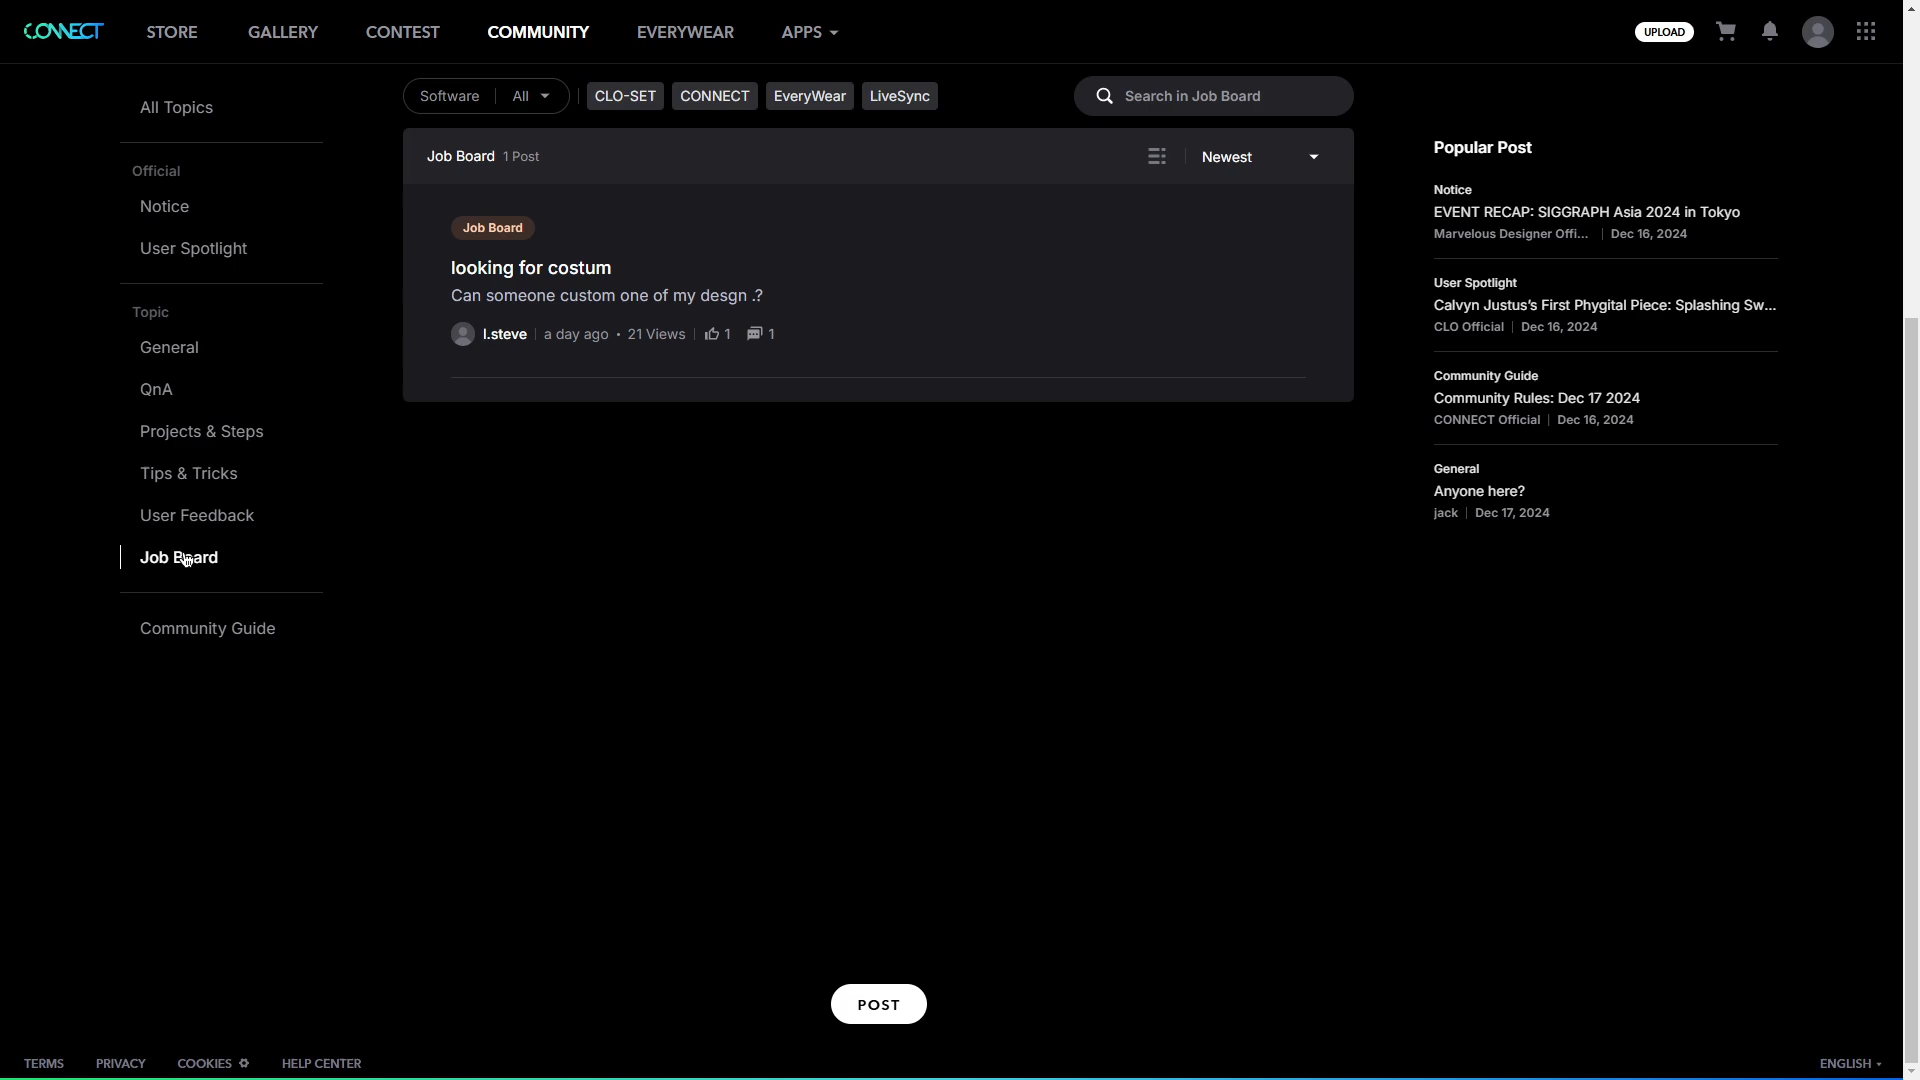 CONNECT STORE GALLERY CONTEST COMMUNITY EVERYWEAR APPS UPLOAD
All Topics
Official
Notice
User Spotlight
Topic
General
QnA
Projects & Steps
Tips & Tricks
User Feedback
Job Board
Community Guide
Software All CLO-SET CONNECT EveryWear LiveSync Search in Job Board
Job Board 1 Post Newest
Job Board
looking for costum
Can someone custom one of my desgn .?
l.steve a day ago • 21 Views 1 1
POST
Popular Post
Notice
EVENT RECAP: SIGGRAPH Asia 2024 in Tokyo
Marvelous Designer Offi... Dec 16, 2024
User Spotlight
Calvyn Justus's First Phygital Piece: Splashing Sw...
CLO Official Dec 16, 2024
Community Guide
Community Rules: Dec 17 2024
CONNECT Official Dec 16, 2024
General
Anyone here?
jack Dec 17, 2024
TERMS PRIVACY COOKIES HELP CENTER ENGLISH